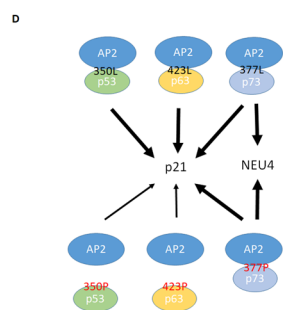 D
AP2 AP2 AP2
350L 423L 377L
p53 p63 p73
p21 NEU4
AP2 AP2 AP2
377P
350P 423P p73
p53 p63